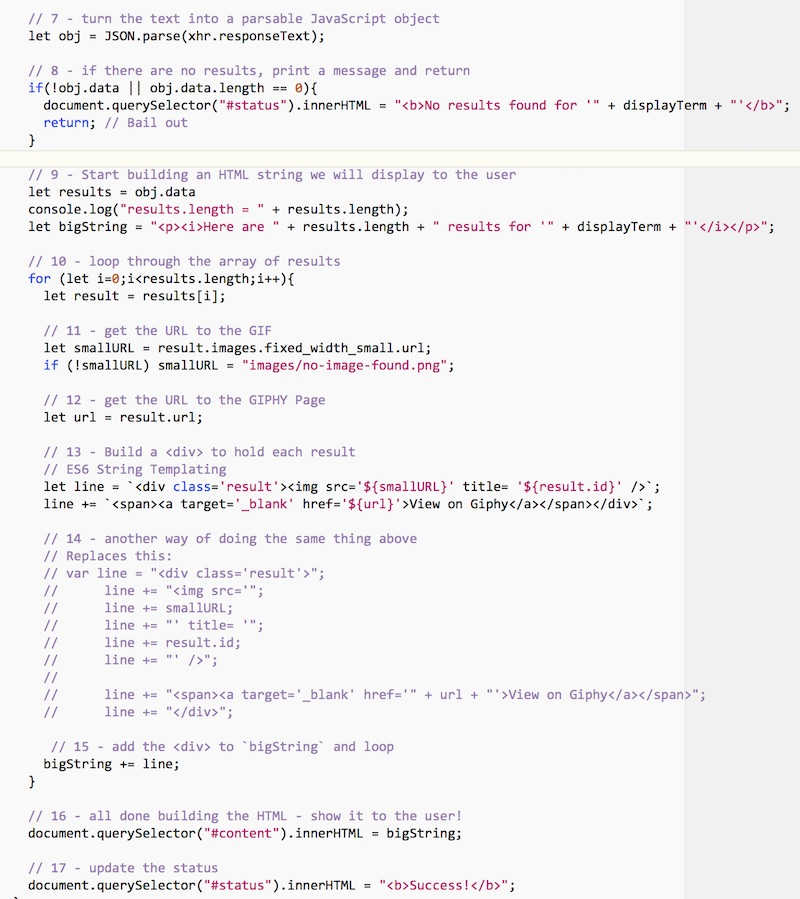 // 7 - turn the text into a parsable JavaScript object
let obj = JSON.parse(xhr.responseText);
// 8 - if there are no results, print a message and return
if(!obj.data || obj.data.length == 0){
document.querySelector("#status").innerHTML = "<b>No results found for '" + displayTerm + "'</b>";
return; // Bail out
}
// 9 - Start building an HTML string we will display to the user
let results = obj.data
console.log("results.length = " + results.length);
let bigString = "<p><i>Here are " + results.length + " results for '" + displayTerm + "'</i></p>";
// 10 - loop through the array of results
for (let i=0;i<results.length;i++){
let result = results[i];
// 11 - get the URL to the GIF
let smallURL = result.images.fixed_width_small.url;
if (!smallURL) smallURL = "images/no-image-found.png";
// 12 - get the URL to the GIPHY Page
let url = result.url;
// 13 - Build a <div> to hold each result
// ES6 String Templating
let line = `<div class='result'><img src='${smallURL}' title= '${result.id}' />`;
line += `<span><a target='_blank' href='${url}'>View on Giphy</a></span></div>`;
// 14 - another way of doing the same thing above
// Replaces this:
// var line = "<div class='result'>";
// line += "<img src='";
// line += smallURL;
// line += "' title= '";
// line += result.id;
// line += "' />";
//
// line += "<span><a target='_blank' href='" + url + "'>View on Giphy</a></span>";
// line += "</div>";
// 15 - add the <div> to `bigString` and loop
bigString += line;
}
// 16 - all done building the HTML - show it to the user!
document.querySelector("#content").innerHTML = bigString;
// 17 - update the status
document.querySelector("#status").innerHTML = "<b>Success!</b>";